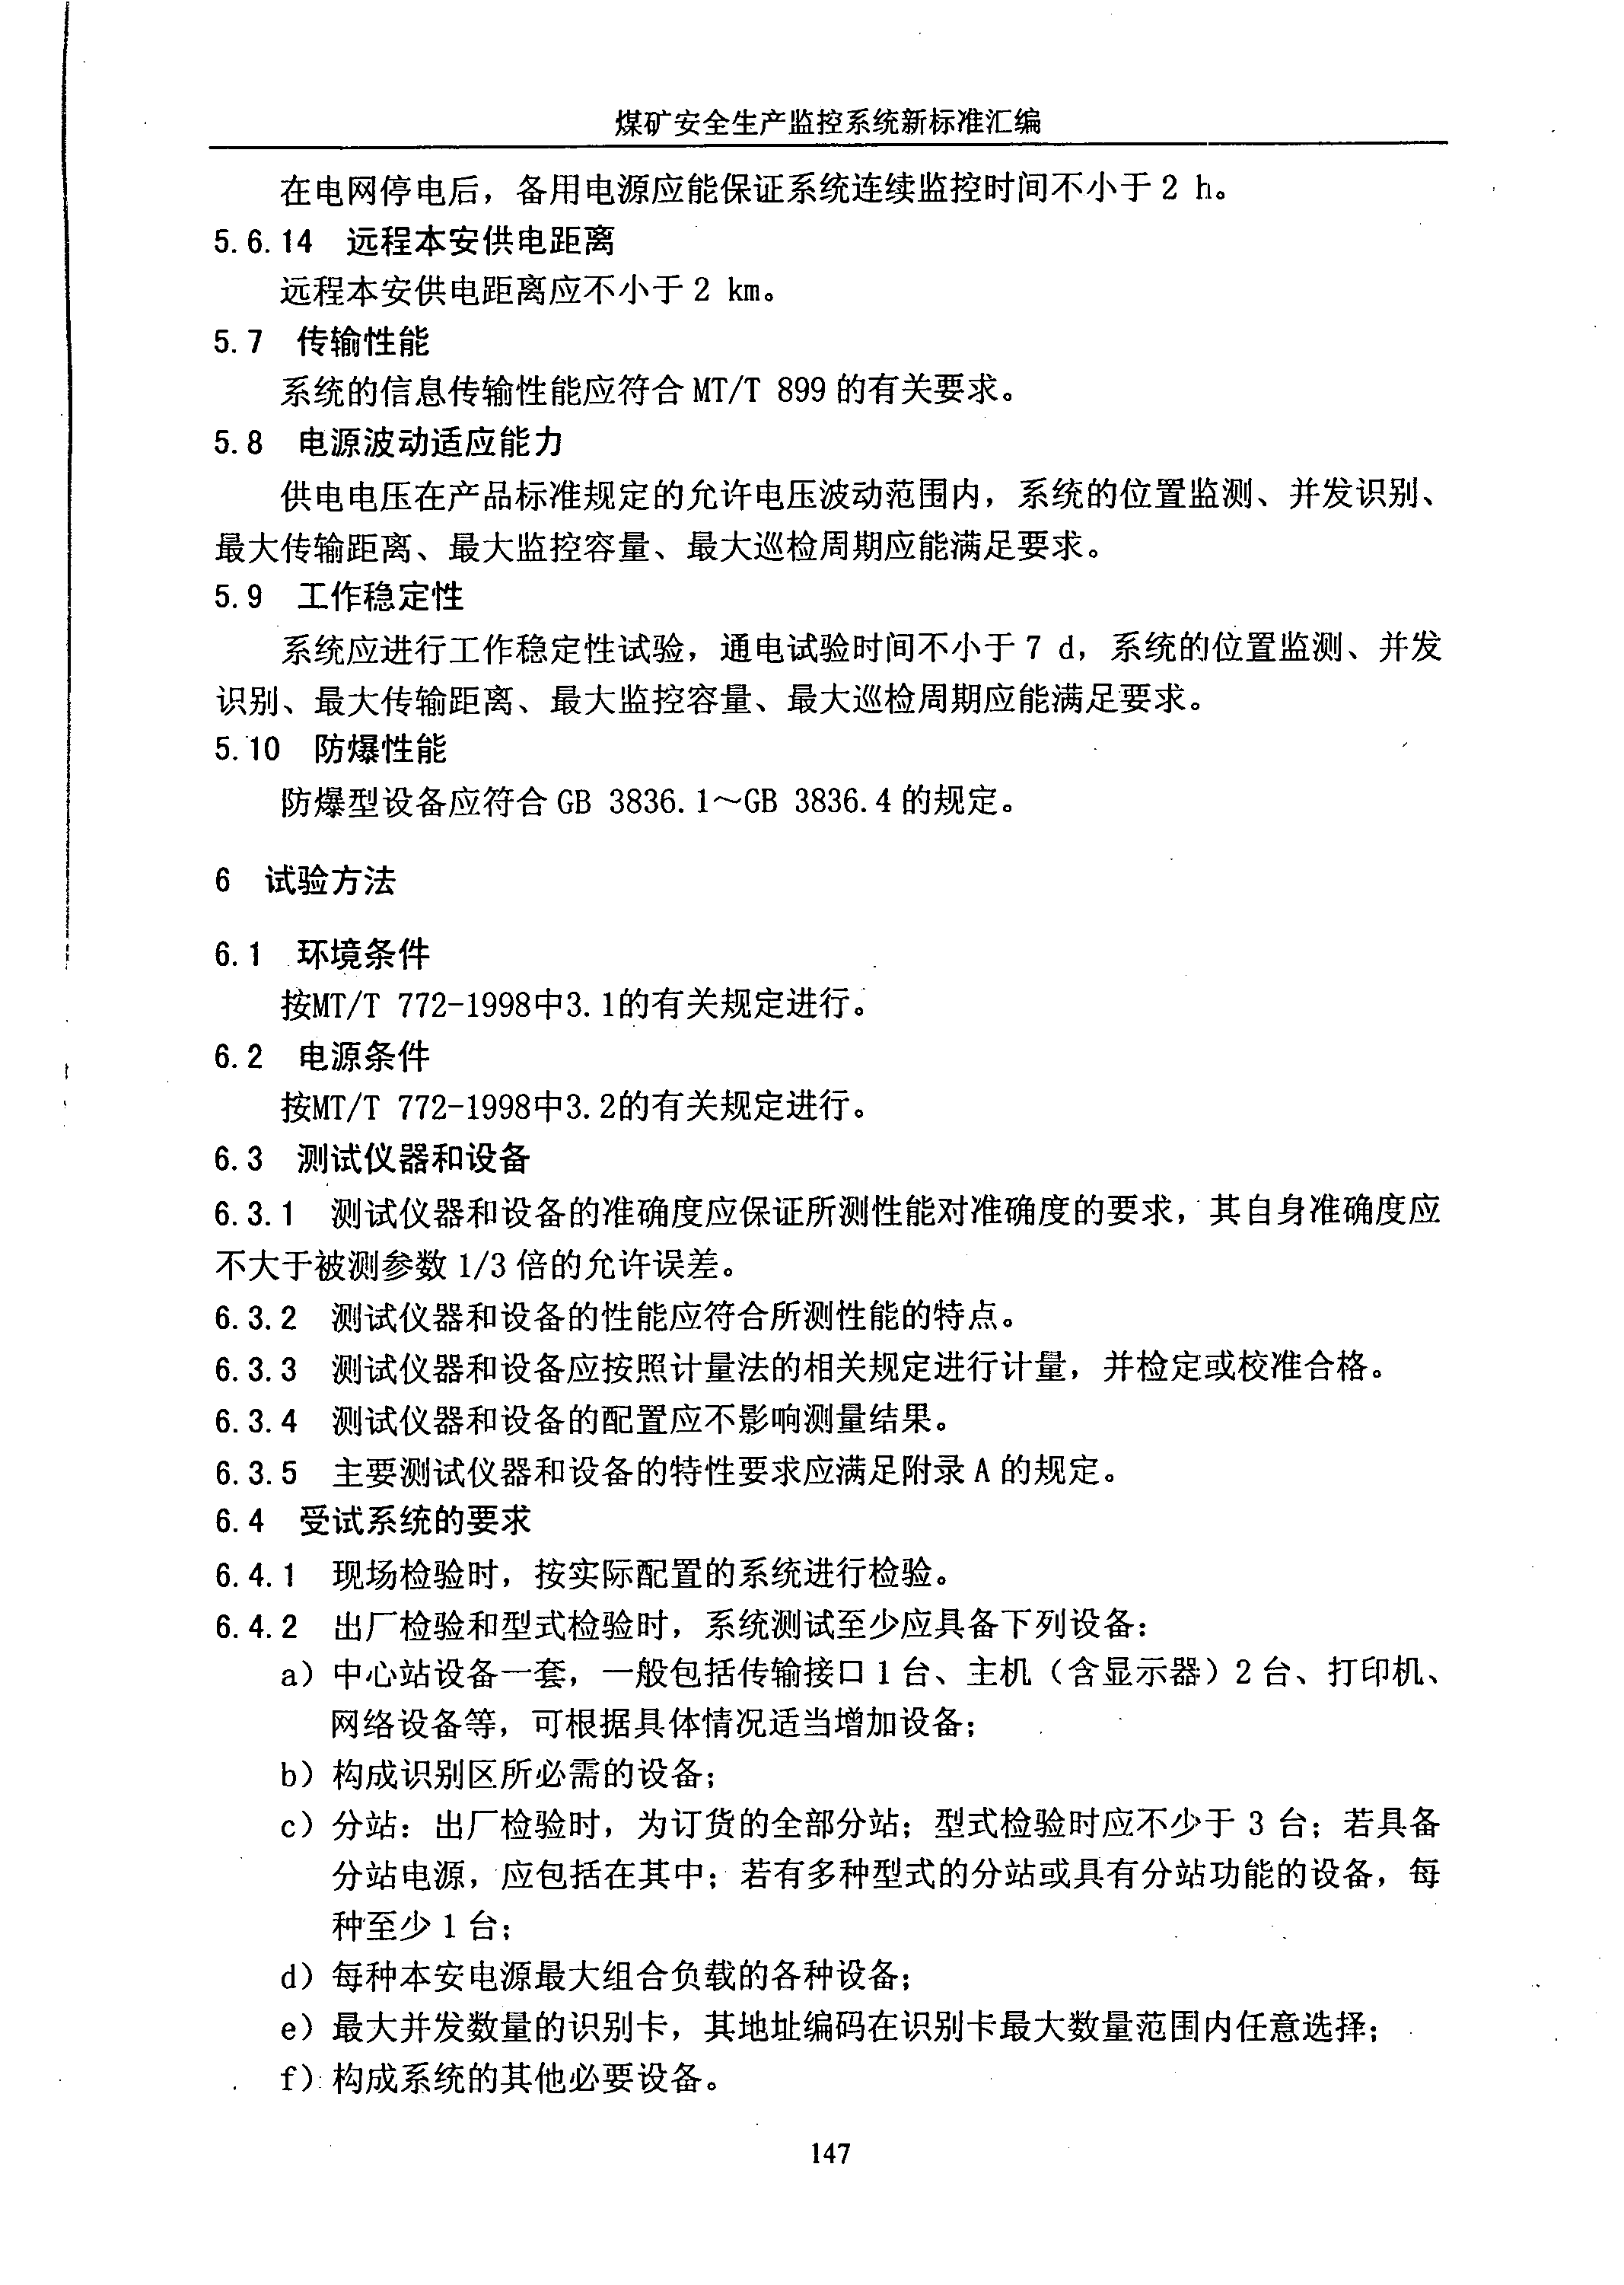 煤矿安全生产监控系统新标准汇编
在电网停电后，备用电源应能保证系统连续监控时间不小于 2 h。
5.6.14 远程本安供电距离
远程本安供电距离应不小于 2 km。
5.7 传输性能
系统的信息传输性能应符合 MT/T 899 的有关要求。
5.8 电源波动适应能力
供电电压在产品标准规定的允许电压波动范围内，系统的位置监测、并发识别、
最大传输距离、最大监控容量、最大巡检周期应能满足要求。
5.9 工作稳定性
系统应进行工作稳定性试验，通电试验时间不小于 7 d，系统的位置监测、并发
识别、最大传输距离、最大监控容量、最大巡检周期应能满足要求。
5.10 防爆性能
防爆型设备应符合 GB 3836.1～GB 3836.4 的规定。
6 试验方法
6.1 环境条件
按MT/T 772-1998中3.1的有关规定进行。
6.2 电源条件
按MT/T 772-1998中3.2的有关规定进行。
6.3 测试仪器和设备
6.3.1 测试仪器和设备的准确度应保证所测性能对准确度的要求，其自身准确度应
不大于被测参数 1/3 倍的允许误差。
6.3.2 测试仪器和设备的性能应符合所测性能的特点。
6.3.3 测试仪器和设备应按照计量法的相关规定进行计量，并检定或校准合格。
6.3.4 测试仪器和设备的配置应不影响测量结果。
6.3.5 主要测试仪器和设备的特性要求应满足附录 A 的规定。
6.4 受试系统的要求
6.4.1 现场检验时，按实际配置的系统进行检验。
6.4.2 出厂检验和型式检验时，系统测试至少应具备下列设备：
a）中心站设备一套，一般包括传输接口 1 台、主机（含显示器）2 台、打印机、
网络设备等，可根据具体情况适当增加设备；
b）构成识别区所必需的设备；
c）分站：出厂检验时，为订货的全部分站；型式检验时应不少于 3 台；若具备
分站电源，应包括在其中；若有多种型式的分站或具有分站功能的设备，每
种至少 1 台；
d）每种本安电源最大组合负载的各种设备；
e）最大并发数量的识别卡，其地址编码在识别卡最大数量范围内任意选择；
f）构成系统的其他必要设备。
147